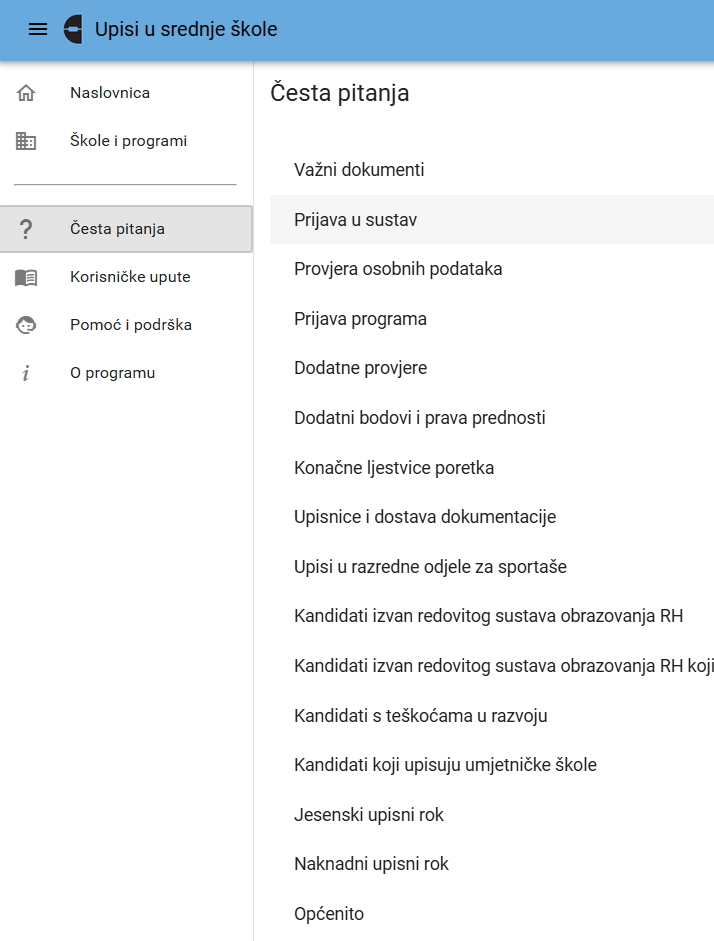 Upisi u srednje škole
Naslovnica
Škole i programi
Česta pitanja
Korisničke upute
Pomoć i podrška
O programu
Česta pitanja
Važni dokumenti
Prijava u sustav
Provjera osobnih podataka
Prijava programa
Dodatne provjere
Dodatni bodovi i prava prednosti
Konačne ljestvice poretka
Upisnice i dostava dokumentacije
Upisi u razredne odjele za sportaše
Kandidati izvan redovitog sustava obrazovanja RH
Kandidati izvan redovitog sustava obrazovanja RH koji
Kandidati s teškoćama u razvoju
Kandidati koji upisuju umjetničke škole
Jesenski upisni rok
Naknadni upisni rok
Općenito